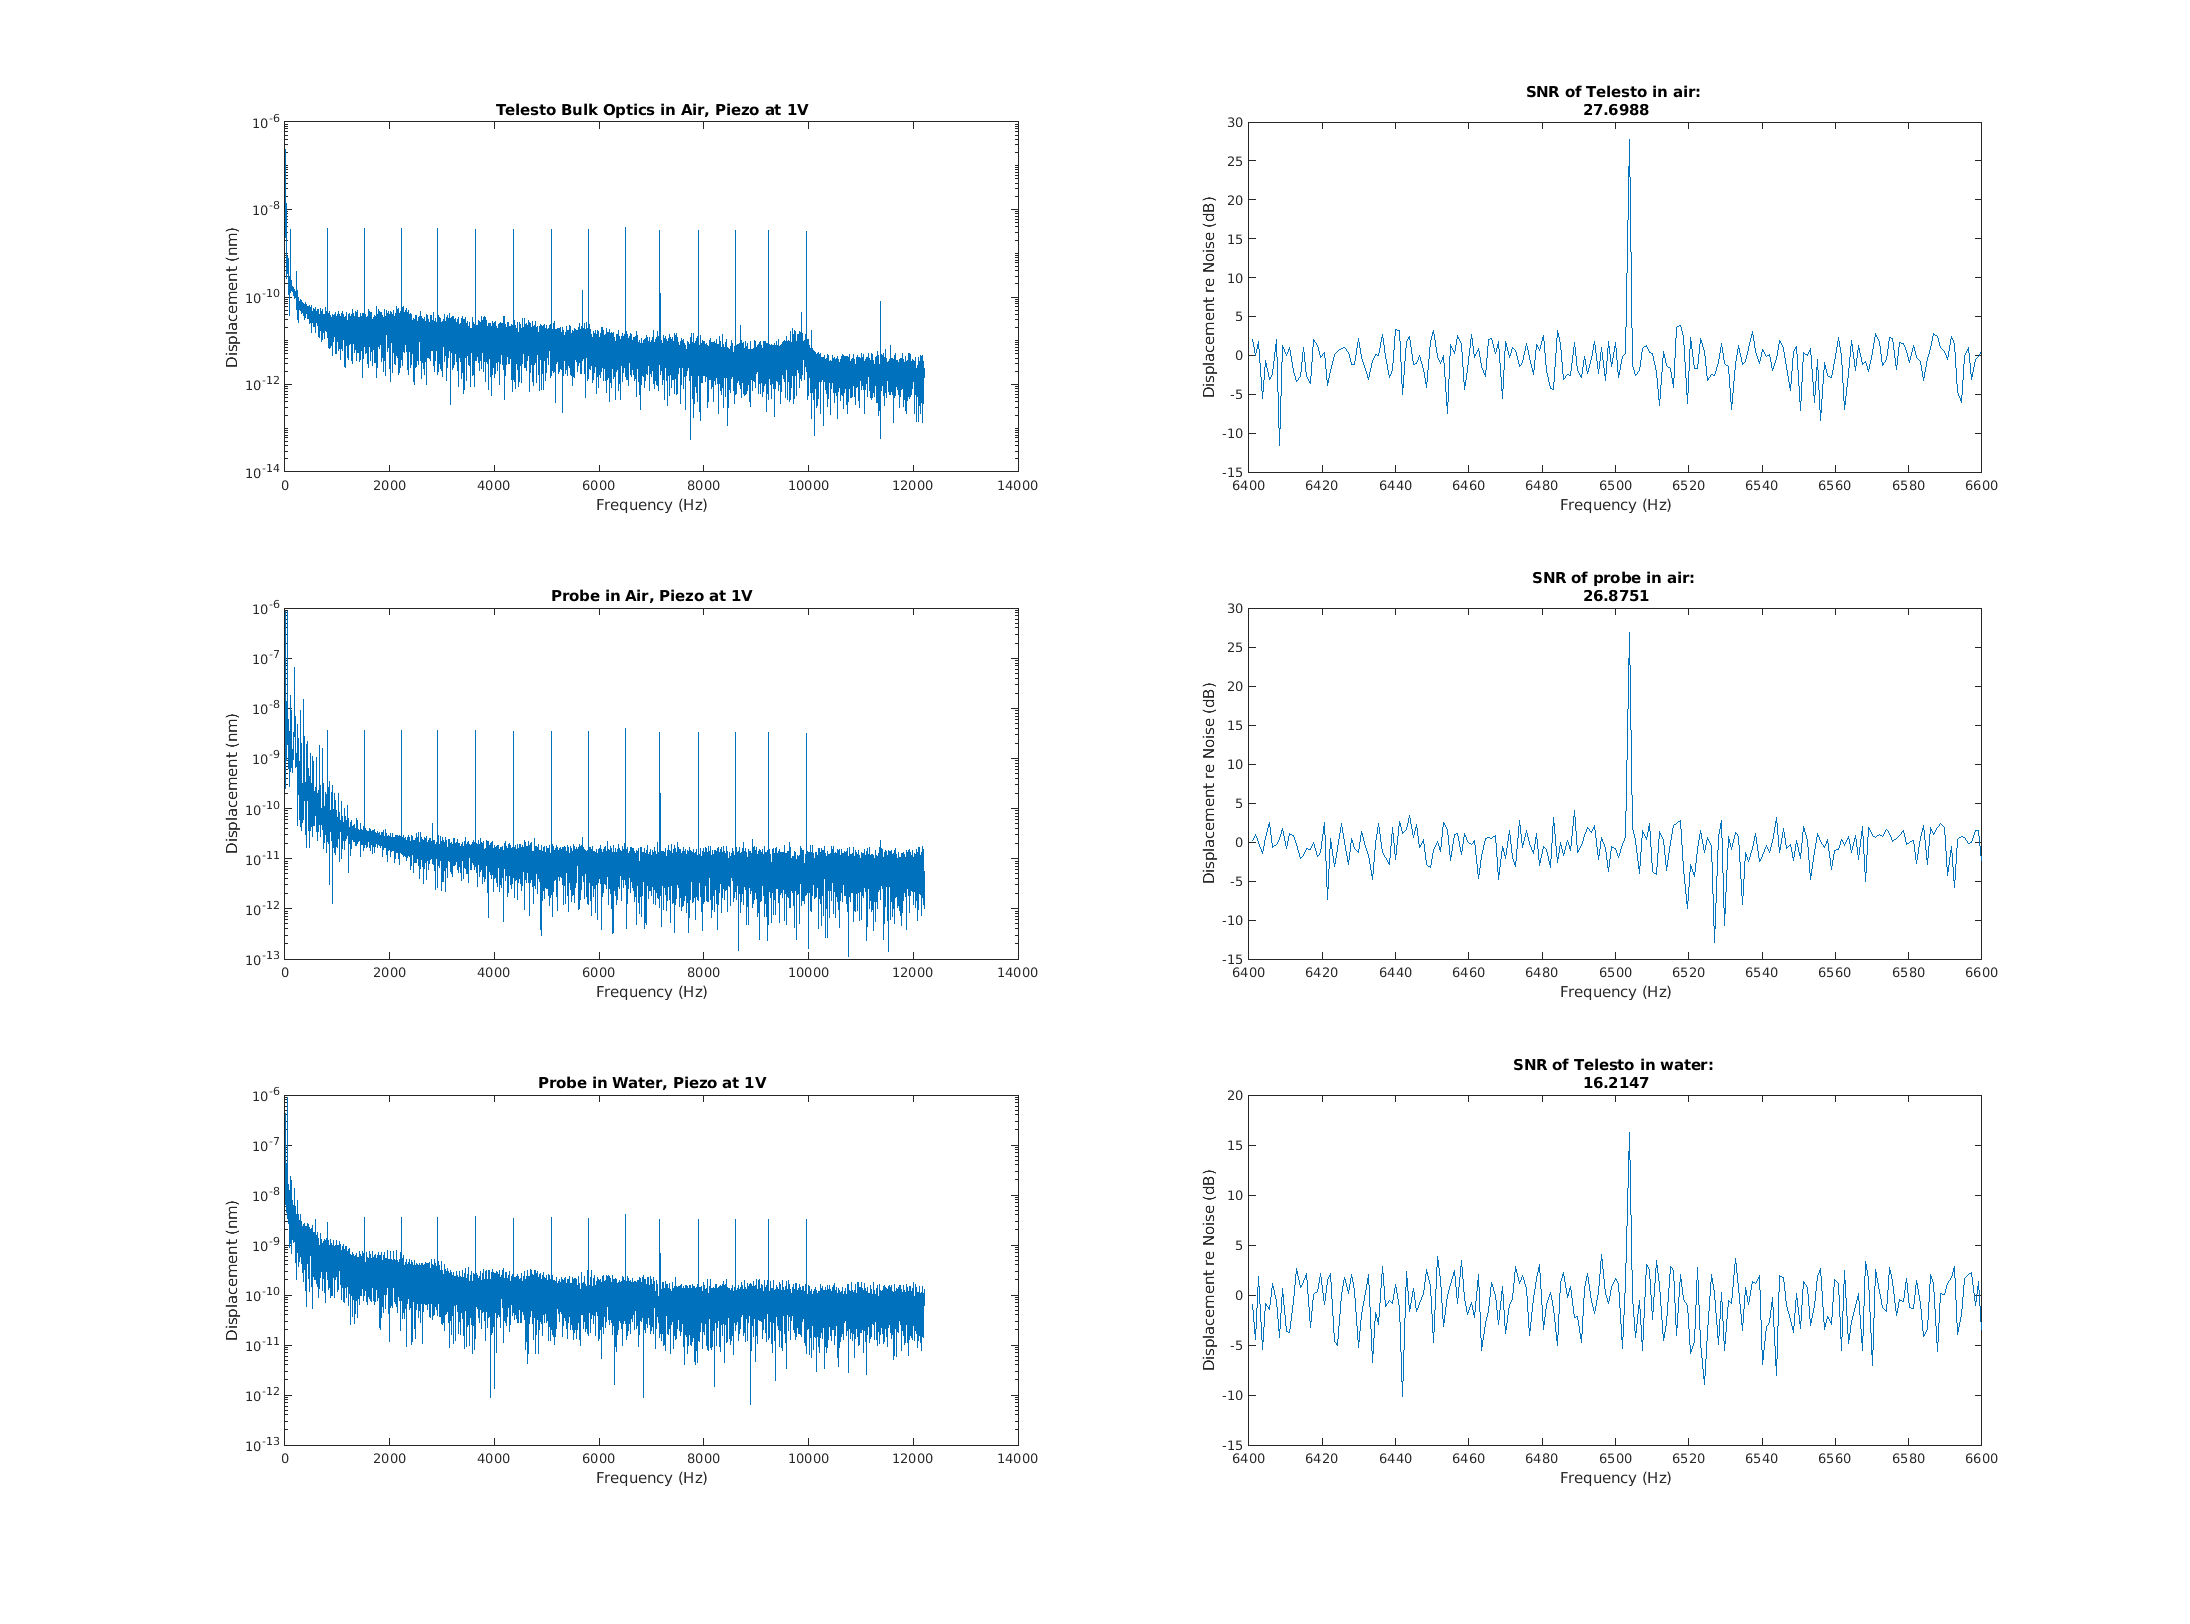 Telesto Bulk Optics in Air, Piezo at 1V
Displacement (nm)
10^-6
10^-8
10^-10
10^-12
10^-14
0 2000 4000 6000 8000 10000 12000 14000
Frequency (Hz)
SNR of Telesto in air:
27.6988
Displacement re Noise (dB)
30
25
20
15
10
5
0
-5
-10
-15
6400 6420 6440 6460 6480 6500 6520 6540 6560 6580 6600
Frequency (Hz)
Probe in Air, Piezo at 1V
Displacement (nm)
10^-6
10^-7
10^-8
10^-9
10^-10
10^-11
10^-12
10^-13
0 2000 4000 6000 8000 10000 12000 14000
Frequency (Hz)
SNR of probe in air:
26.8751
Displacement re Noise (dB)
30
25
20
15
10
5
0
-5
-10
-15
6400 6420 6440 6460 6480 6500 6520 6540 6560 6580 6600
Frequency (Hz)
Probe in Water, Piezo at 1V
Displacement (nm)
10^-6
10^-7
10^-8
10^-9
10^-10
10^-11
10^-12
10^-13
0 2000 4000 6000 8000 10000 12000 14000
Frequency (Hz)
SNR of Telesto in water:
16.2147
Displacement re Noise (dB)
20
15
10
5
0
-5
-10
-15
6400 6420 6440 6460 6480 6500 6520 6540 6560 6580 6600
Frequency (Hz)